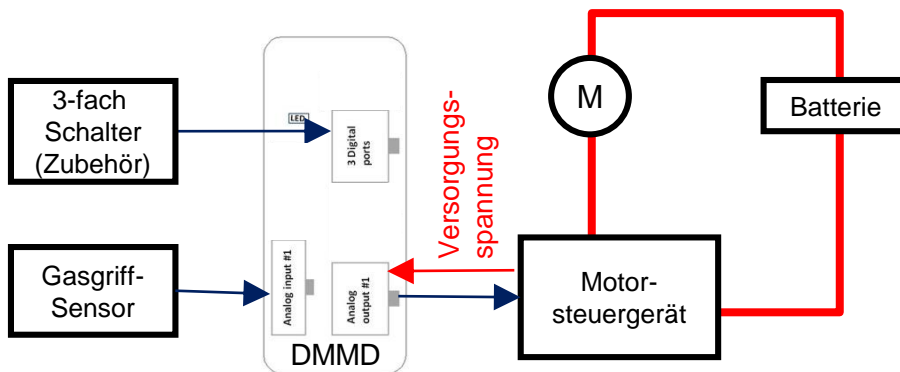 3-fach
Schalter
(Zubehör)
LED
3 Digital
ports
Versorgungs-
spannung
M
Batterie
Gasgriff-
Sensor
Analog input #1
Analog
output #1
Motor-
steuergerät
DMMD